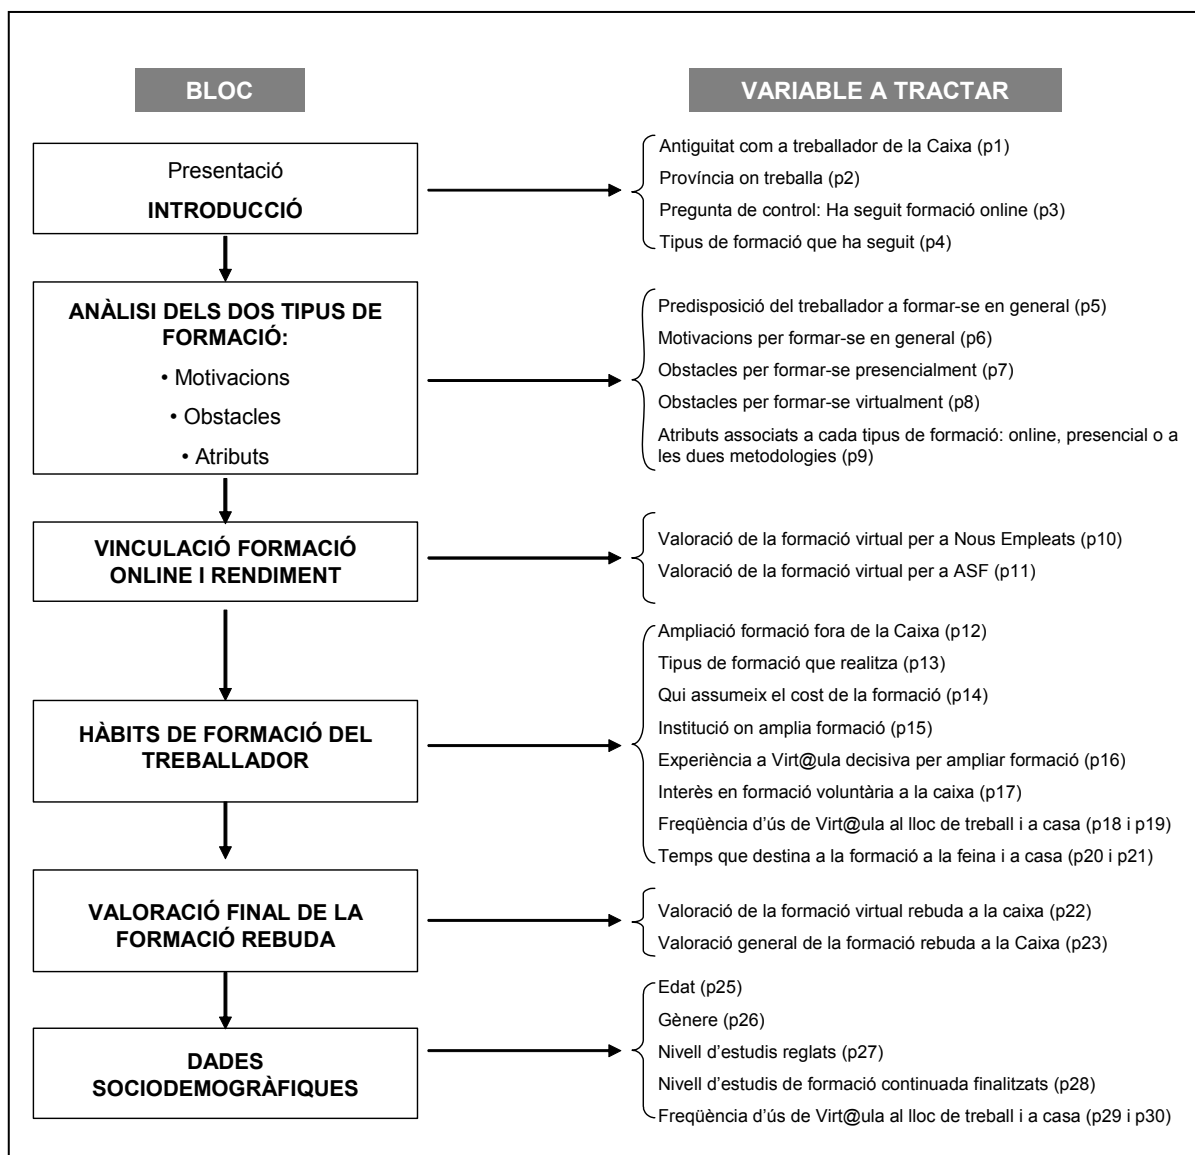 BLOC
VARIABLE A TRACTAR
Presentació
INTRODUCCIÓ
Antiguitat com a treballador de la Caixa (p1)
Província on treballa (p2)
Pregunta de control: Ha seguit formació online (p3)
Tipus de formació que ha seguit (p4)
ANÀLISI DELS DOS TIPUS DE
FORMACIÓ:
• Motivacions
• Obstacles
• Atributs
Predisposició del treballador a formar-se en general (p5)
Motivacions per formar-se en general (p6)
Obstacles per formar-se presencialment (p7)
Obstacles per formar-se virtualment (p8)
Atributs associats a cada tipus de formació: online, presencial o a
les dues metodologies (p9)
VINCULACIÓ FORMACIÓ
ONLINE I RENDIMENT
Valoració de la formació virtual per a Nous Empleats (p10)
Valoració de la formació virtual per a ASF (p11)
HÀBITS DE FORMACIÓ DEL
TREBALLADOR
Ampliació formació fora de la Caixa (p12)
Tipus de formació que realitza (p13)
Qui assumeix el cost de la formació (p14)
Institució on amplia formació (p15)
Experiència a Virt@ula decisiva per ampliar formació (p16)
Interès en formació voluntària a la caixa (p17)
Freqüència d'ús de Virt@ula al lloc de treball i a casa (p18 i p19)
Temps que destina a la formació a la feina i a casa (p20 i p21)
VALORACIÓ FINAL DE LA
FORMACIÓ REBUDA
Valoració de la formació virtual rebuda a la caixa (p22)
Valoració general de la formació rebuda a la Caixa (p23)
DADES
SOCIODEMOGRÀFIQUES
Edat (p25)
Gènere (p26)
Nivell d'estudis reglats (p27)
Nivell d'estudis de formació continuada finalitzats (p28)
Freqüència d'ús de Virt@ula al lloc de treball i a casa (p29 i p30)